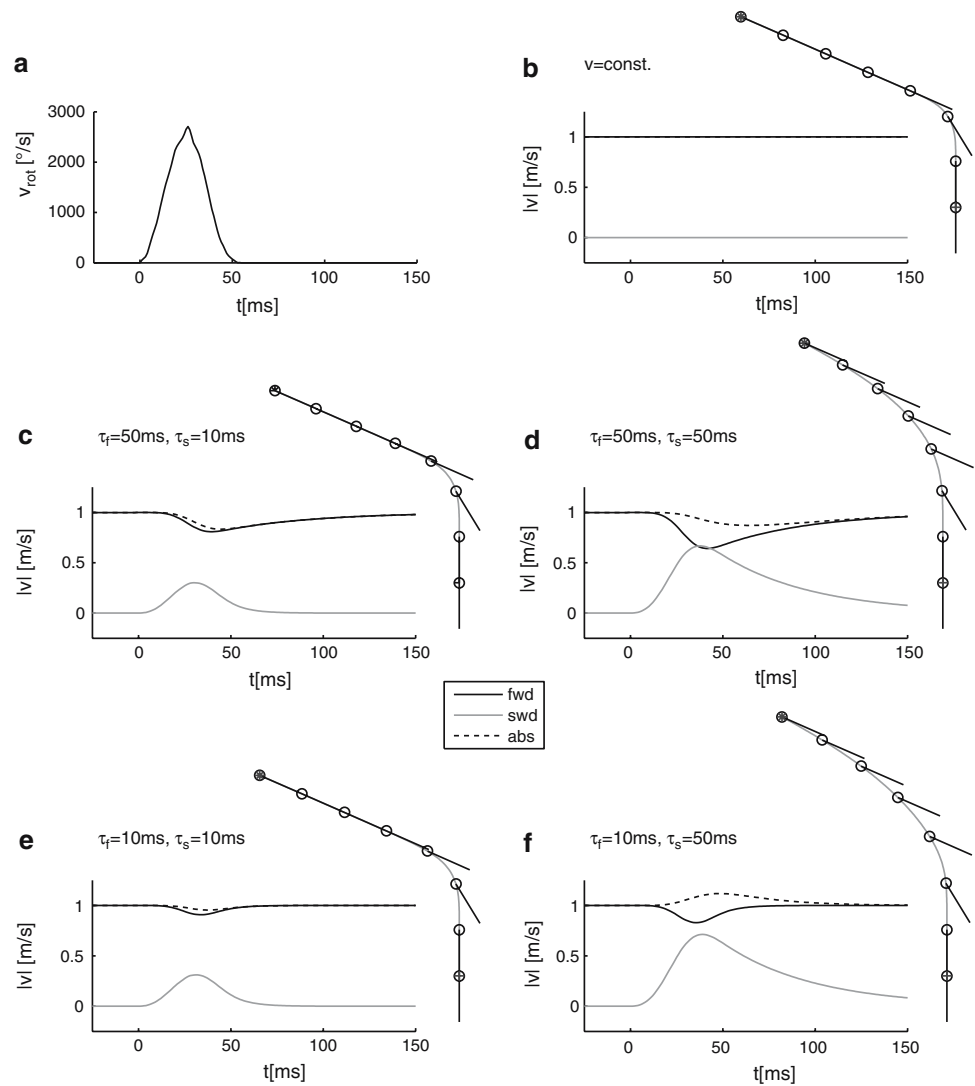 a
3000
2000
1000
0
v_rot [°/s]
0
50
100
150
t[ms]
b
v=const.
1
0.5
0
|v| [m/s]
0
50
100
150
t[ms]
c
τ_f=50ms, τ_s=10ms
1
0.5
0
|v| [m/s]
0
50
100
150
t[ms]
d
τ_f=50ms, τ_s=50ms
1
0.5
0
|v| [m/s]
0
50
100
150
t[ms]
fwd
swd
abs
e
τ_f=10ms, τ_s=10ms
1
0.5
0
|v| [m/s]
0
50
100
150
t[ms]
f
τ_f=10ms, τ_s=50ms
1
0.5
0
|v| [m/s]
0
50
100
150
t[ms]